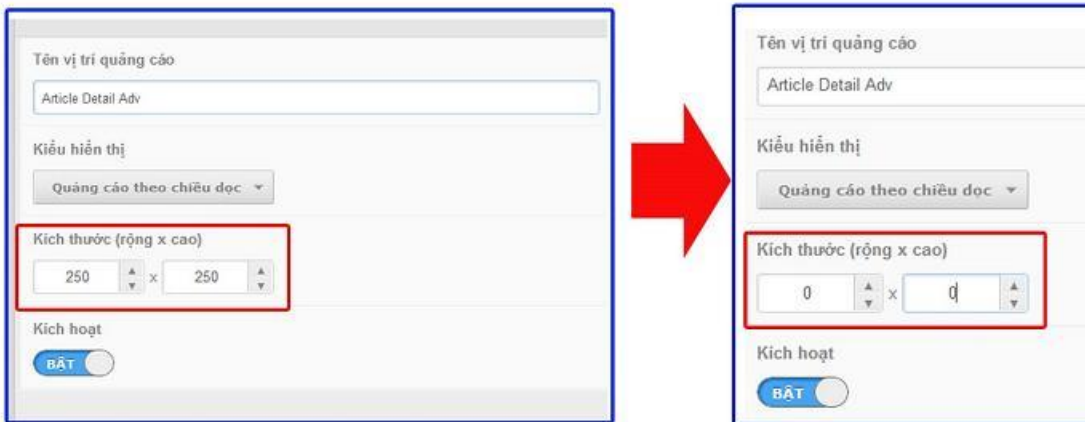 Tên vị trí quảng cáo
Article Detail Adv
Kiểu hiển thị
Quảng cáo theo chiều dọc
Kích thước (rộng x cao)
250 x 250
Kích hoạt
BẬT
Tên vị trí quảng cáo
Article Detail Adv
Kiểu hiển thị
Quảng cáo theo chiều dọc
Kích thước (rộng x cao)
0 x 0
Kích hoạt
BẬT